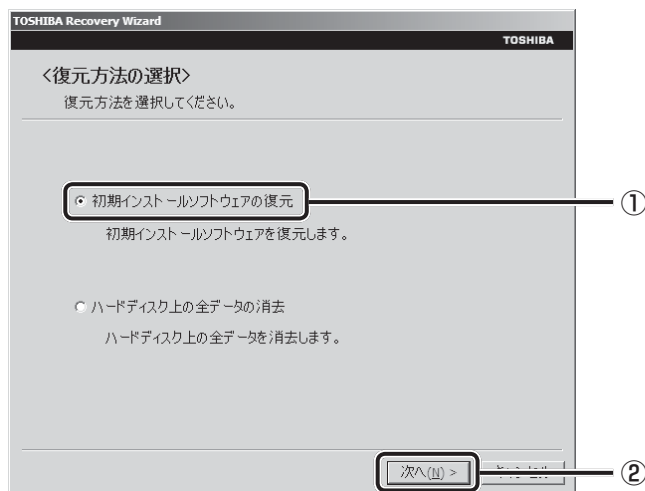 TOSHIBA Recovery Wizard
TOSHIBA
<復元方法の選択>
復元方法を選択してください。
初期インストールソフトウェアの復元
①
初期インストールソフトウェアを復元します。
ハードディスク上の全データの消去
ハードディスク上の全データを消去します。
次へ(N) >
②